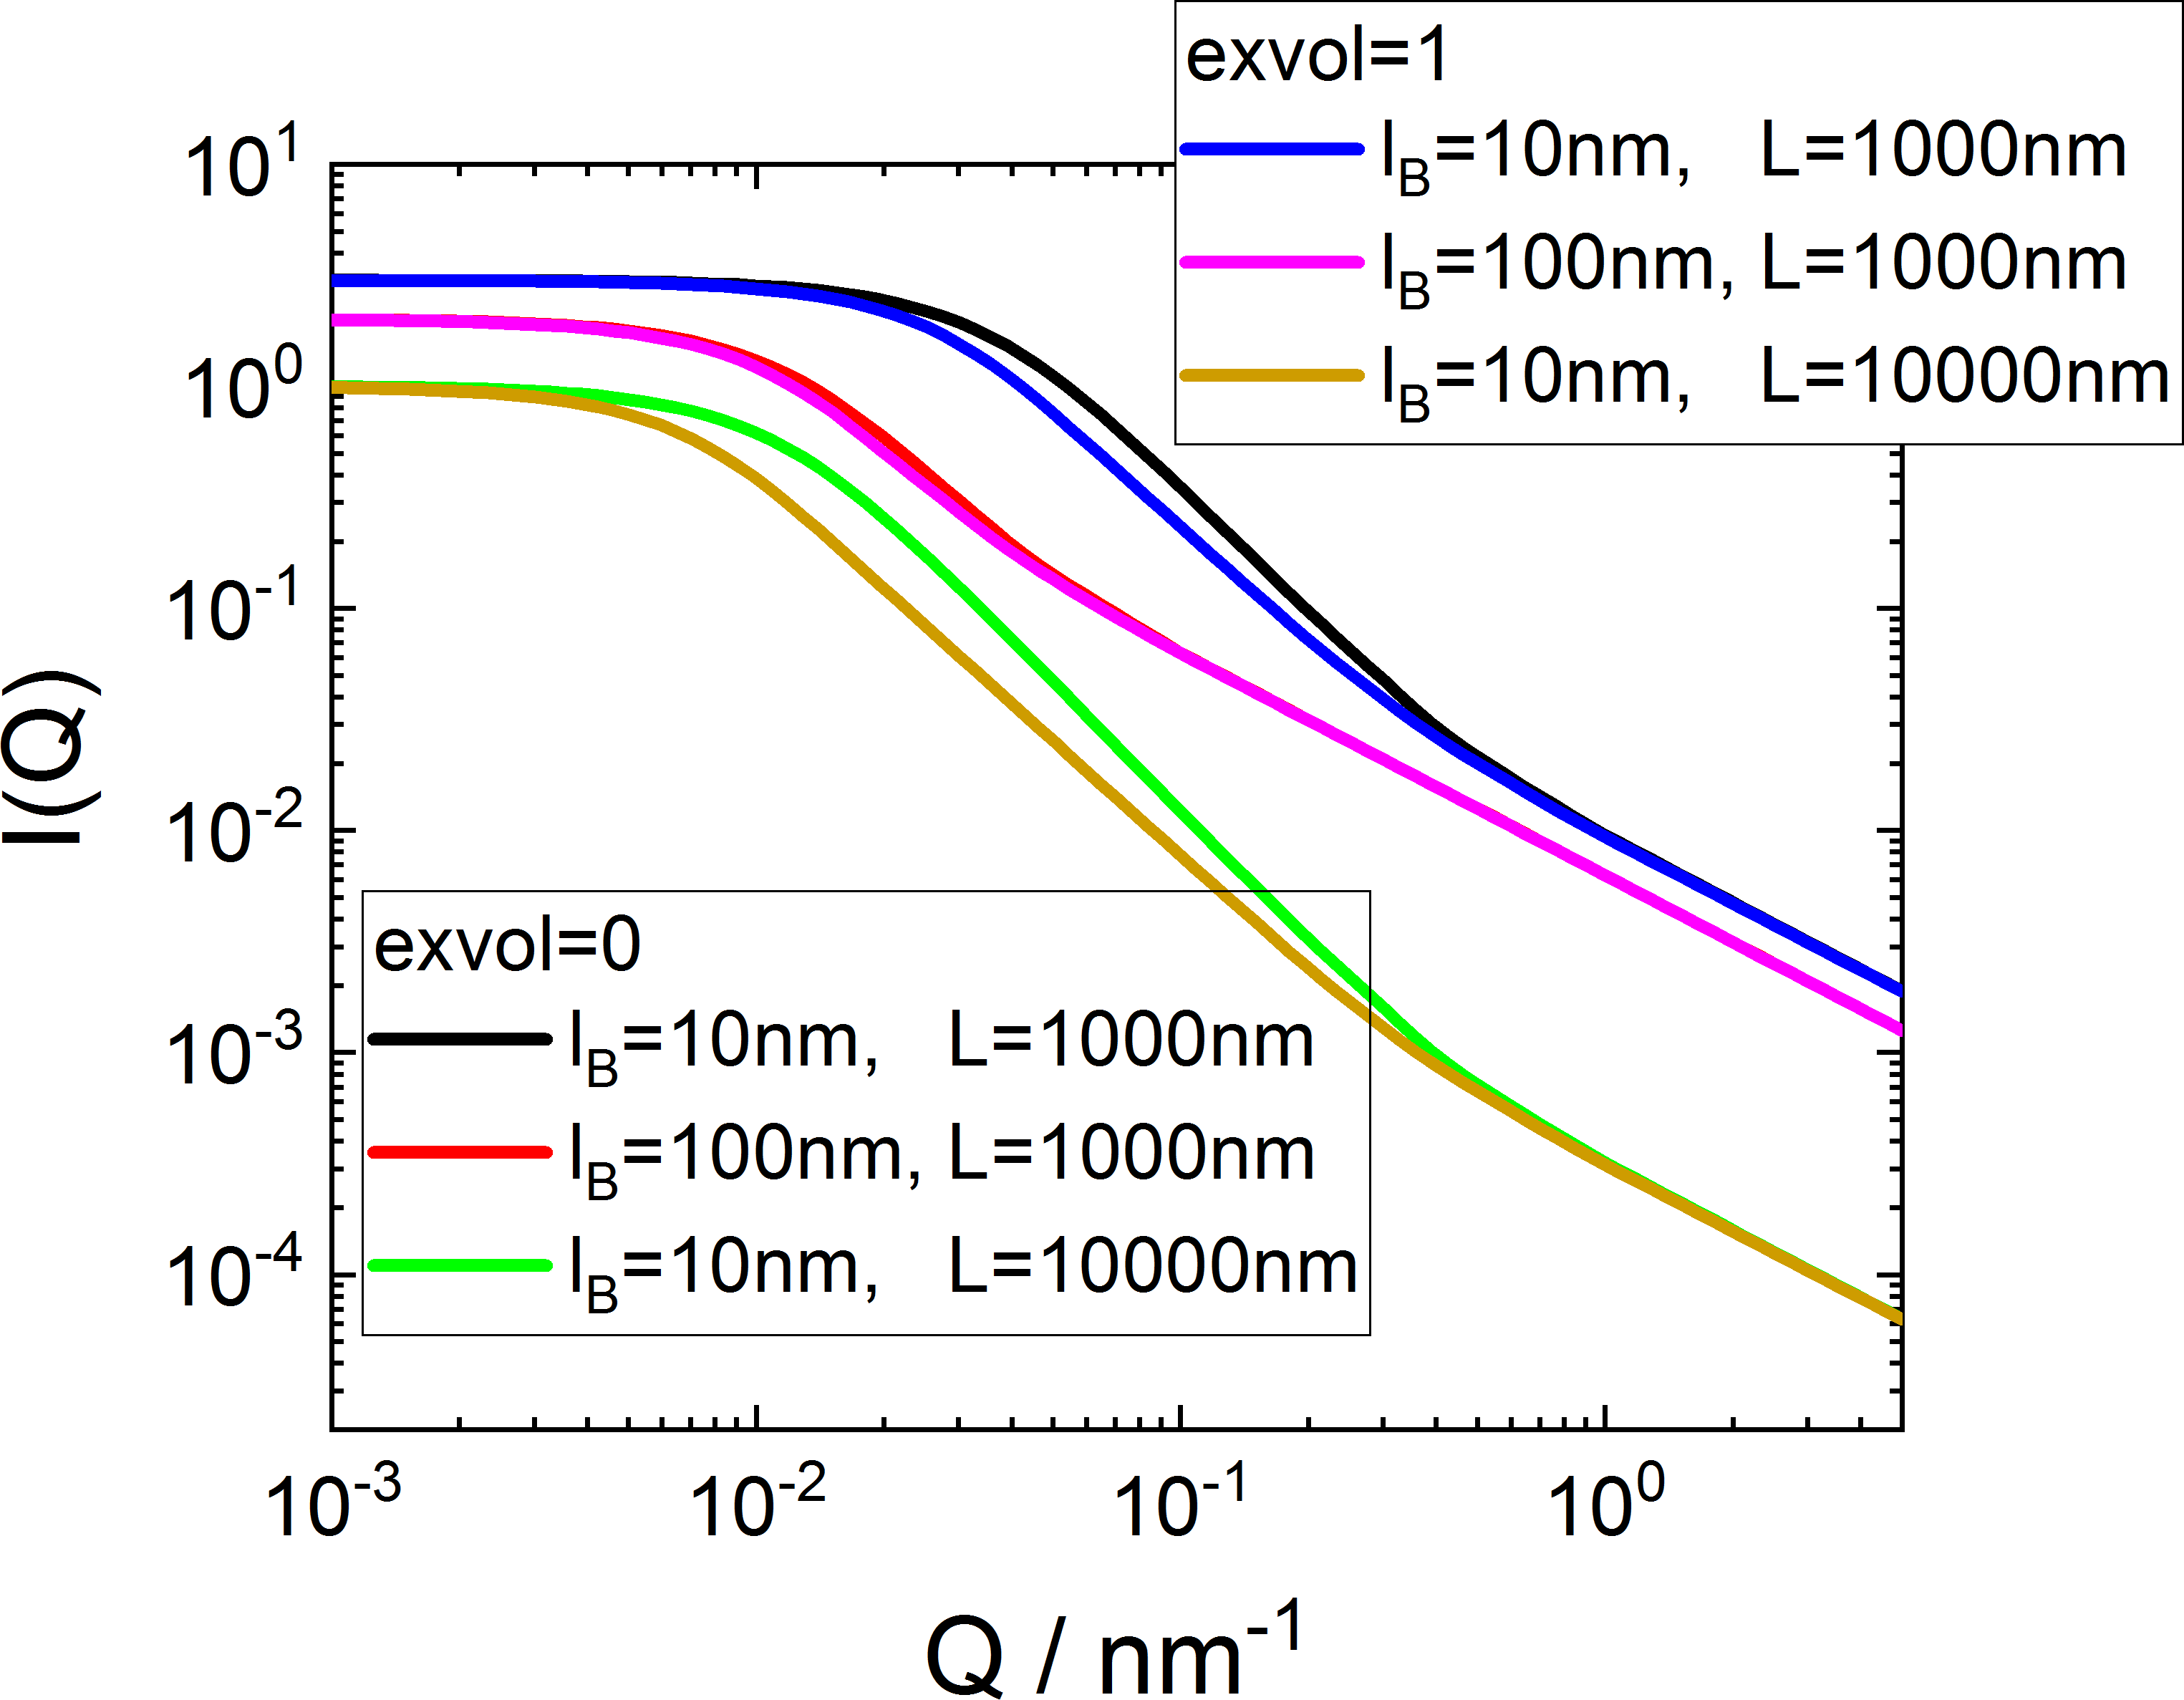 exvol=1
lB=10nm, L=1000nm
lB=100nm, L=1000nm
lB=10nm, L=10000nm
10^1
10^0
10^-1
10^-2
10^-3
10^-4
I(Q)
exvol=0
lB=10nm, L=1000nm
lB=100nm, L=1000nm
lB=10nm, L=10000nm
10^-3 10^-2 10^-1 10^0
Q / nm^-1